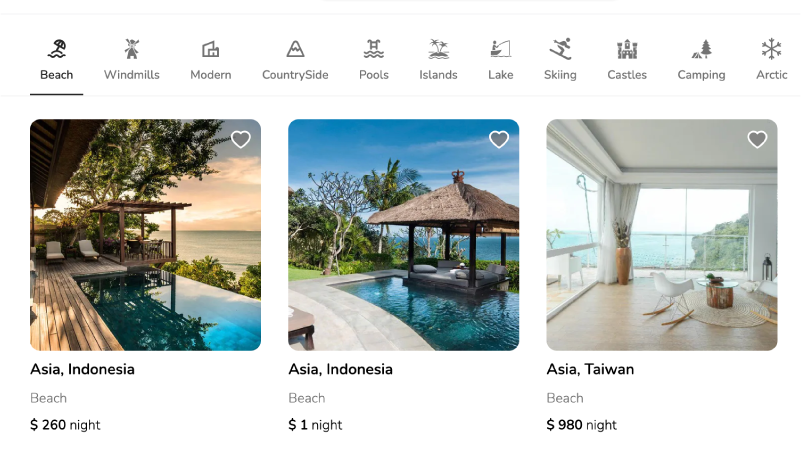 Beach Windmills Modern CountrySide Pools Islands Lake Skiing Castles Camping Arctic
Asia, Indonesia Asia, Indonesia Asia, Taiwan
Beach Beach Beach
$ 260 night $ 1 night $ 980 night